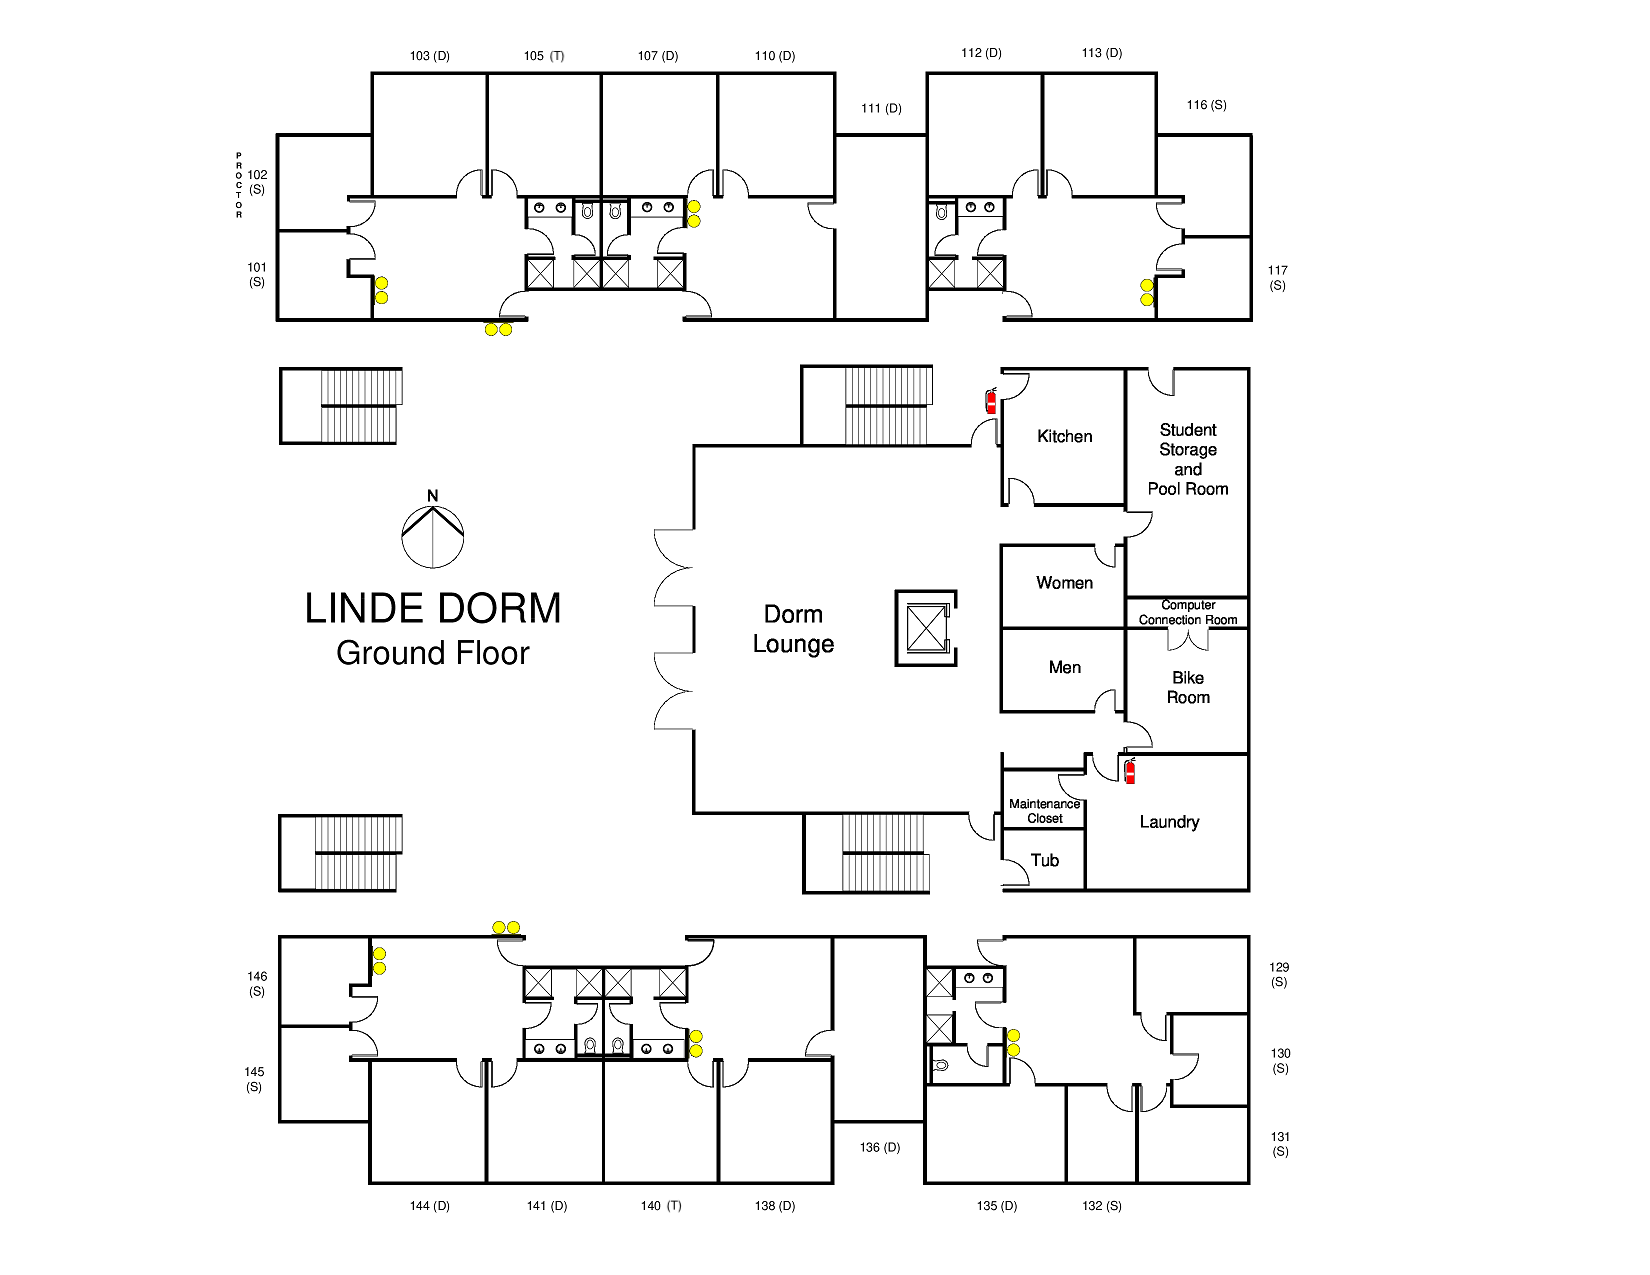 103 (D)
105 (T)
107 (D)
110 (D)
112 (D)
113 (D)
111 (D)
116 (S)
PROCTOR
102
(S)
101
(S)
117
(S)
Kitchen
Student
Storage
and
Pool Room
N
LINDE DORM
Ground Floor
Dorm
Lounge
Women
Computer
Connection Room
Men
Bike
Room
Maintenance
Closet
Laundry
Tub
146
(S)
129
(S)
145
(S)
130
(S)
131
(S)
136 (D)
144 (D)
141 (D)
140 (T)
138 (D)
135 (D)
132 (S)